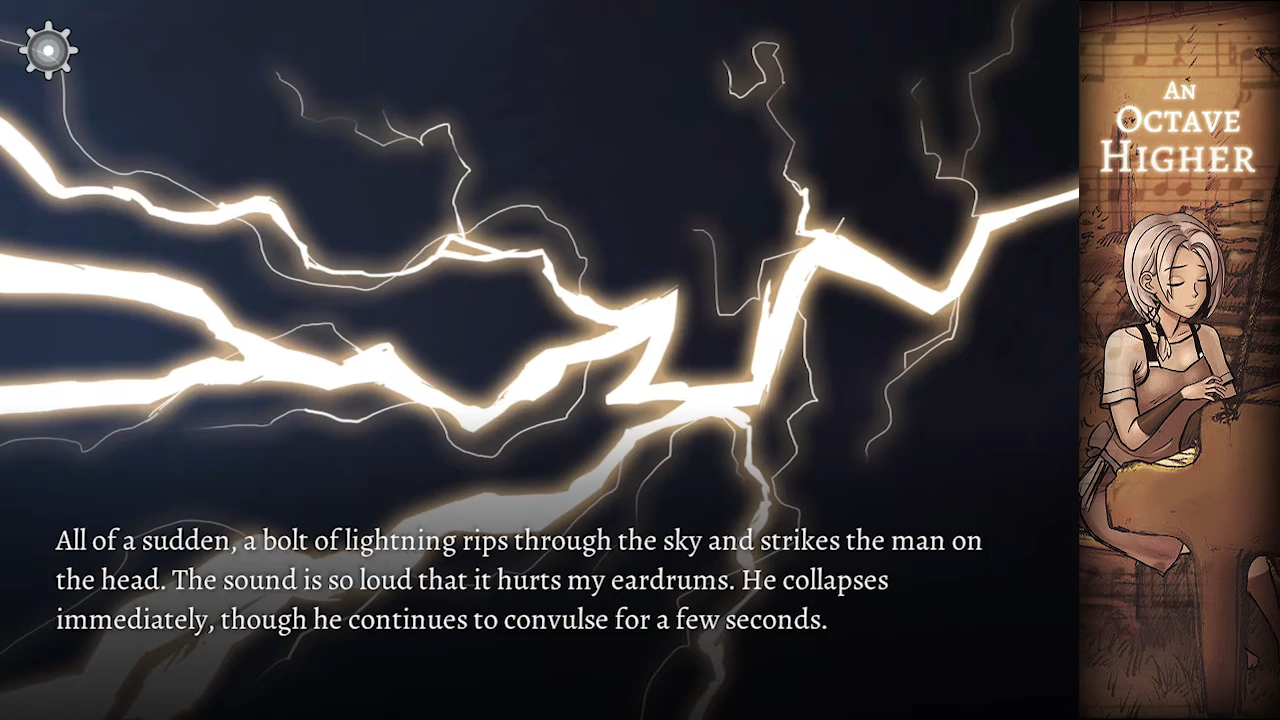 An
Octave
Higher
All of a sudden, a bolt of lightning rips through the sky and strikes the man on
the head. The sound is so loud that it hurts my eardrums. He collapses
immediately, though he continues to convulse for a few seconds.